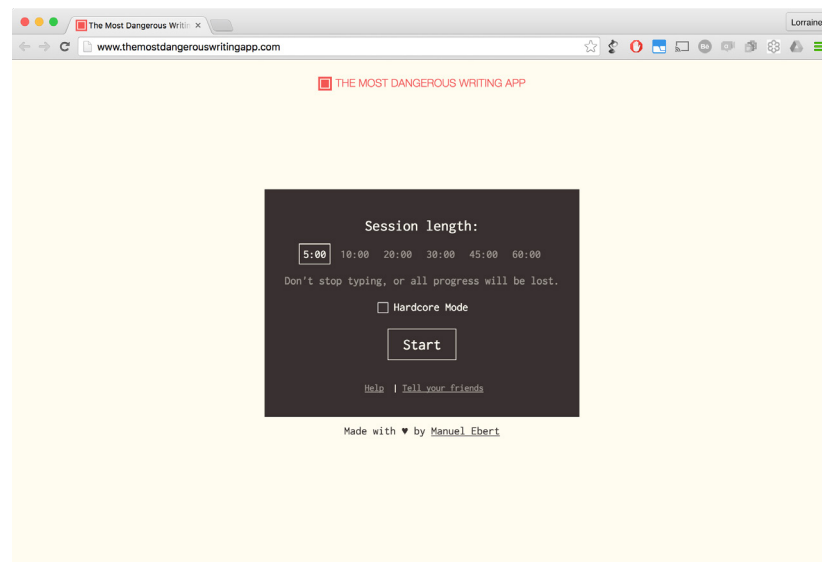 The Most Dangerous Writin
Lorraine
www.themostdangerouswritingapp.com
THE MOST DANGEROUS WRITING APP
Session length:
5:00 10:00 20:00 30:00 45:00 60:00
Don't stop typing, or all progress will be lost.
Hardcore Mode
Start
Help | Tell your friends
Made with ♥ by Manuel Ebert